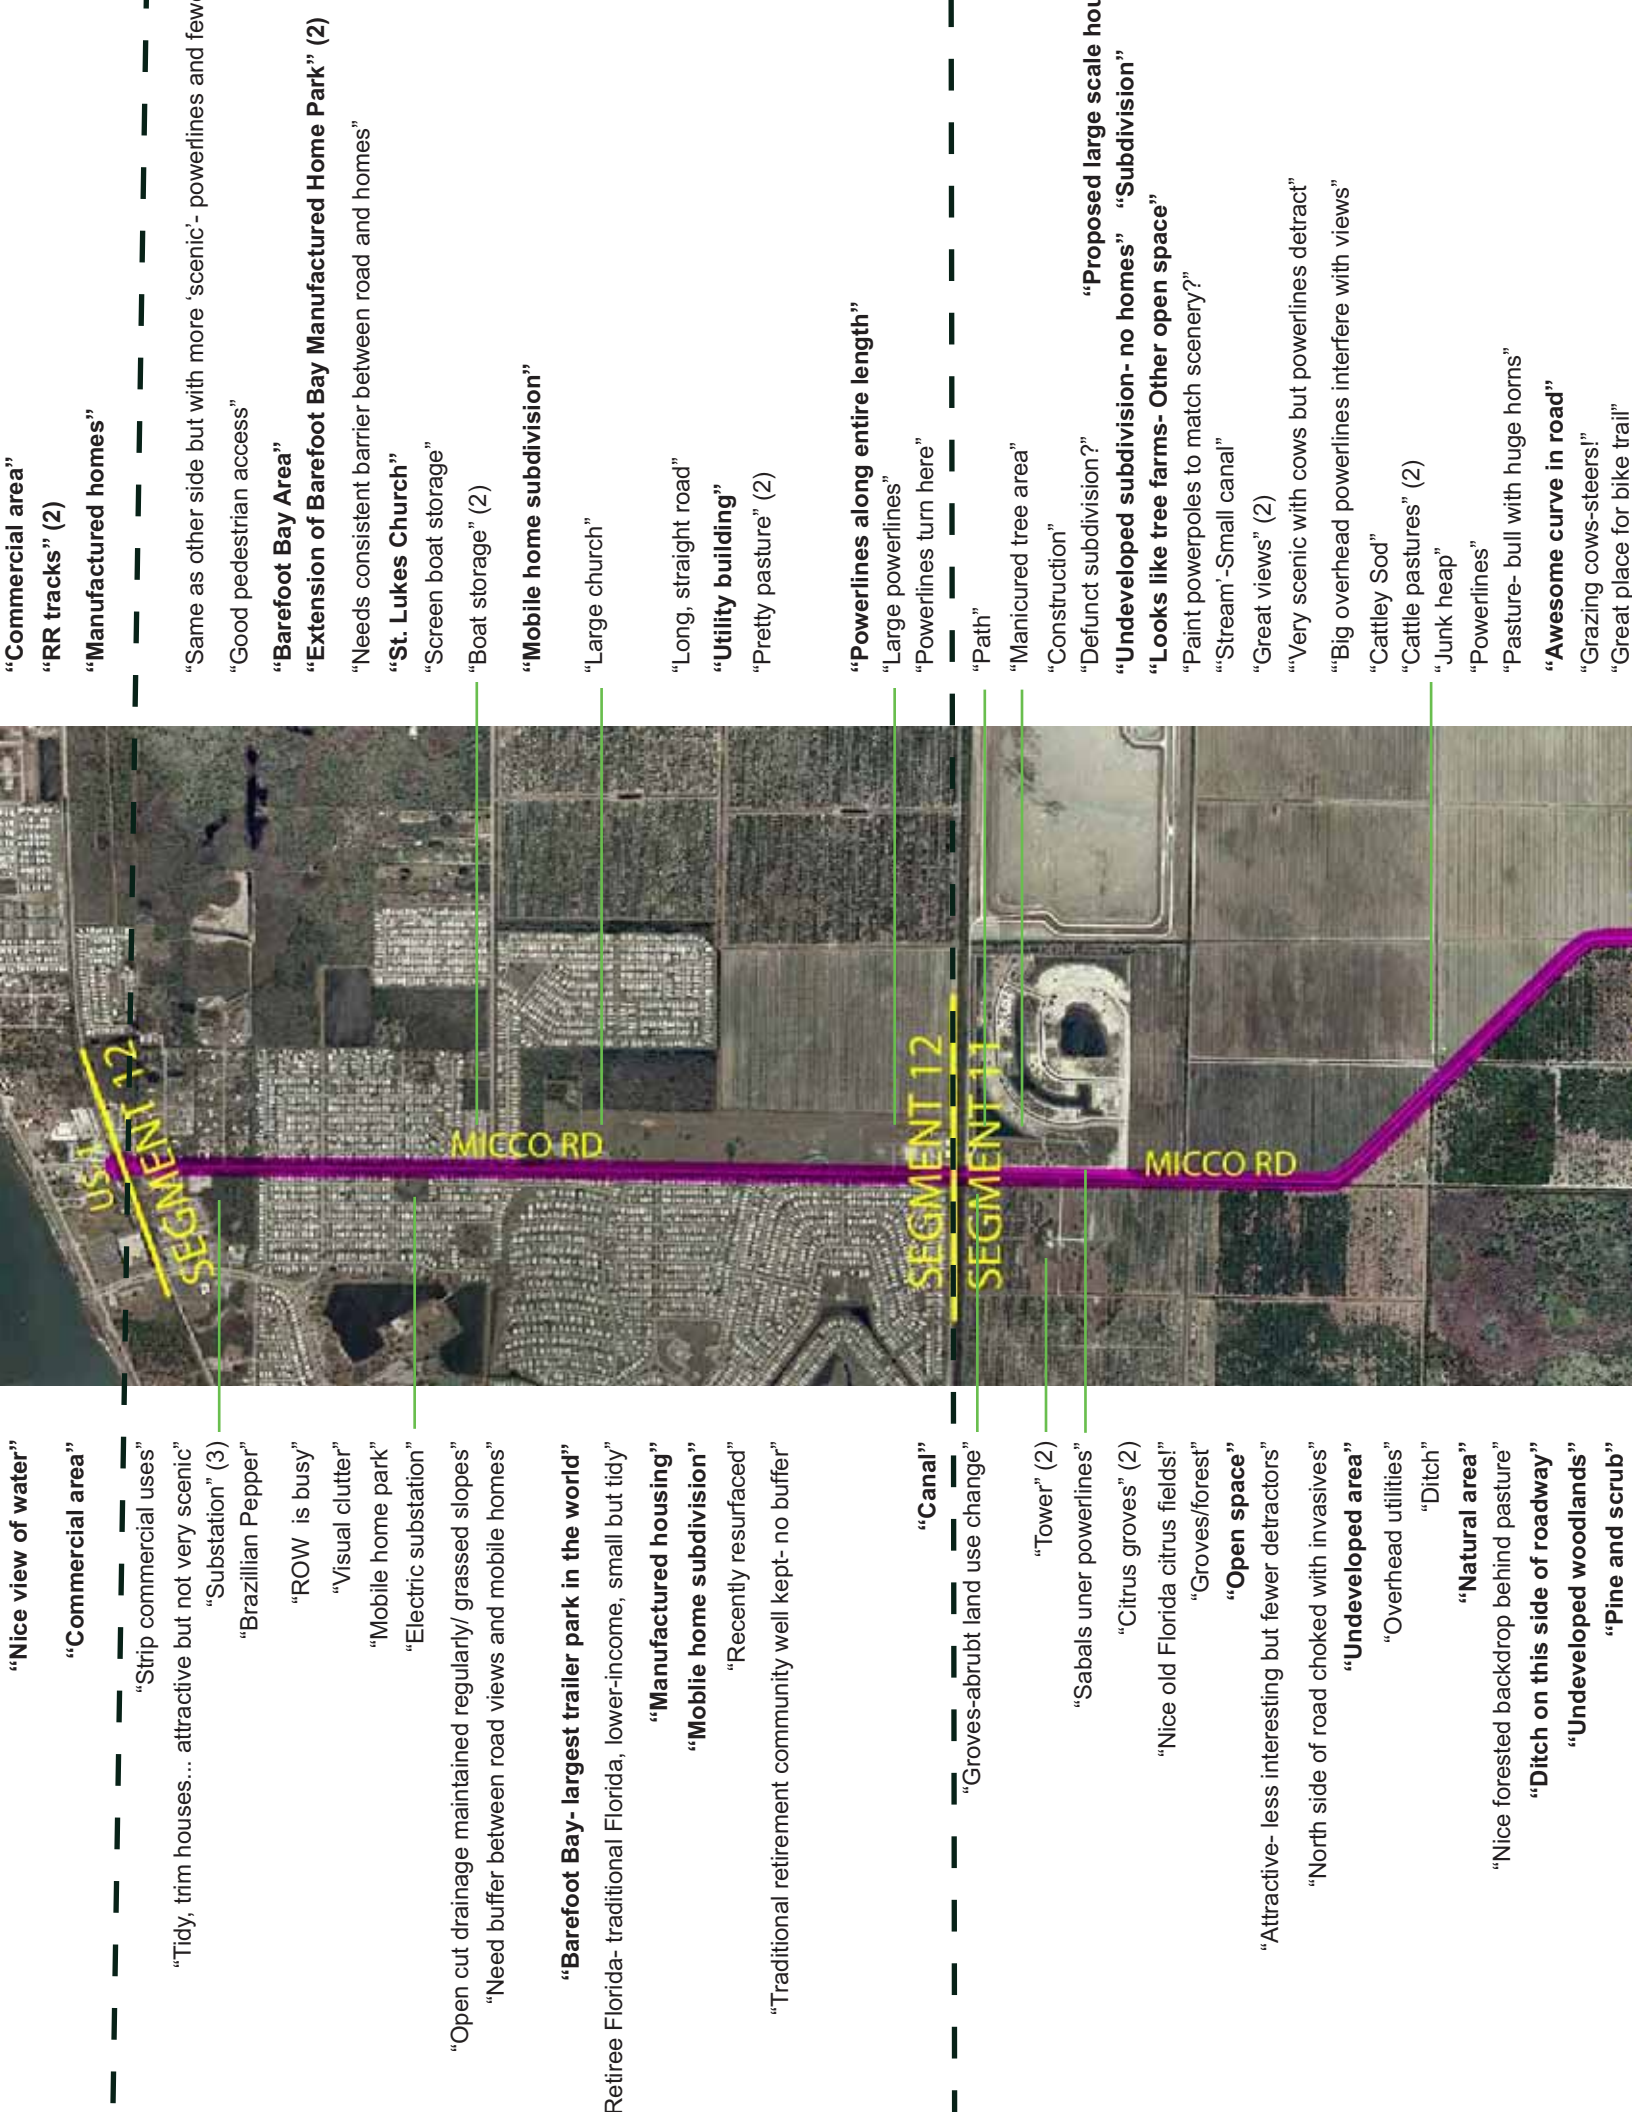 “Commercial area”
“RR tracks” (2)
“Manufactured homes”
“Same as other side but with more ‘scenic’- powerlines and few
“Good pedestrian access”
“Barefoot Bay Area”
“Extension of Barefoot Bay Manufactured Home Park” (2)
“Needs consistent barrier between road and homes”
“St. Lukes Church”
“Screen boat storage”
“Boat storage” (2)
“Mobile home subdivision”
“Large church”
“Long, straight road”
“Utility building”
“Pretty pasture” (2)
“Powerlines along entire length”
“Large powerlines”
“Powerlines turn here”
“Path”
“Manicured tree area”
“Construction”
“Defunct subdivision?”
“Proposed large scale hou
“Undeveloped subdivision- no homes” “Subdivision”
“Looks like tree farms- Other open space”
“Paint powerpoles to match scenery?”
“‘Stream’-Small canal”
“Great views” (2)
“‘Very scenic with cows but powerlines detract”
“‘Big overhead powerlines interfere with views”
“Cattley Sod”
“Cattle pastures” (2)
“Junk heap”
“Powerlines”
“Pasture- bull with huge horns”
“Awesome curve in road”
“Grazing cows-steers!”
“Great place for bike trail”
US 1
SEGMENT 12
MICCO RD
SEGMENT 12
SEGMENT 11
MICCO RD
“Nice view of water”
“Commercial area”
“Strip commercial uses”
“Tidy, trim houses... attractive but not very scenic”
“Substation” (3)
“Brazillian Pepper”
“ROW is busy”
“Visual clutter”
“Mobile home park”
“Electric substation”
“Open cut drainage maintained regularly/ grassed slopes”
“Need buffer between road views and mobile homes”
“Barefoot Bay- largest trailer park in the world”
Retiree Florida- traditional Florida, lower-income, small but tidy”
“Manufactured housing”
“Moblie home subdivision”
“Recently resurfaced”
“Traditional retirement community well kept- no buffer”
“Canal”
“Groves-abrubt land use change”
“Tower” (2)
“Sabals uner powerlines”
“Citrus groves” (2)
“Nice old Florida citrus fields!”
“Groves/forest”
“Open space”
“Attractive- less interesting but fewer detractors”
“North side of road choked with invasives”
“Undeveloped area”
“Overhead utilities”
“Ditch”
“Natural area”
“Nice forested backdrop behind pasture”
“Ditch on this side of roadway”
“Undeveloped woodlands”
“Pine and scrub”